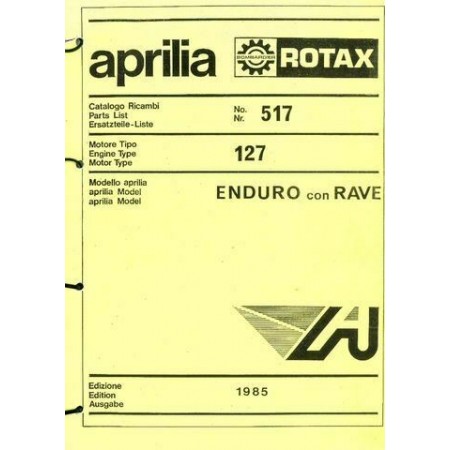 aprilia BOMBARDIER ROTAX
Catalogo Ricambi
Parts List
Ersatzteile-Liste
No.
Nr.
517
Motore Tipo
Engine Type
Motor Type
127
Modello aprilia
aprilia Model
aprilia Model
ENDURO con RAVE
Edizione
Edition
Ausgabe
1985